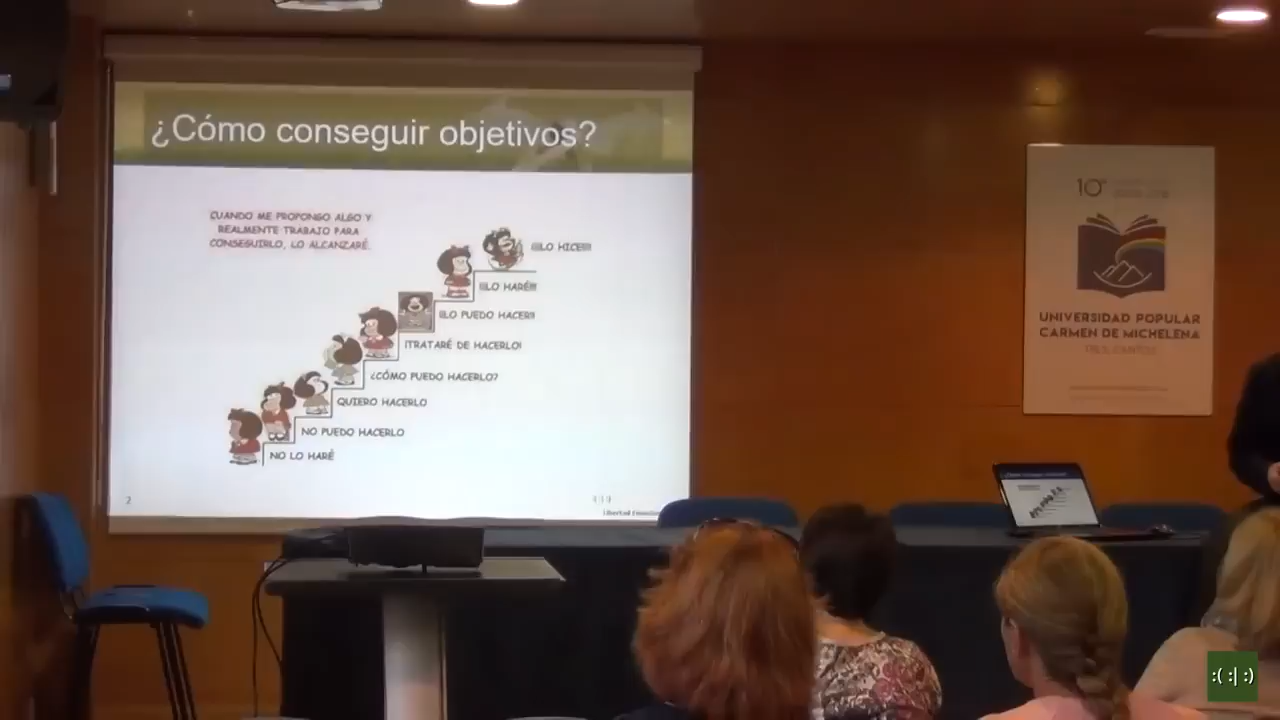 ¿Cómo conseguir objetivos?
CUANDO ME PROPONGO ALGO Y
REALMENTE TRABAJO PARA
CONSEGUIRLO, LO ALCANZARÉ.
¡¡¡LO HICE!!!
¡¡¡LO HARÉ!!!
¡¡LO PUEDO HACER!!
¡TRATARÉ DE HACERLO!
¿CÓMO PUEDO HACERLO?
QUIERO HACERLO
NO PUEDO HACERLO
NO LO HARÉ
2
10º
UNIVERSIDAD POPULAR
CARMEN DE MICHELENA
TRES CANTOS
:( :| :)